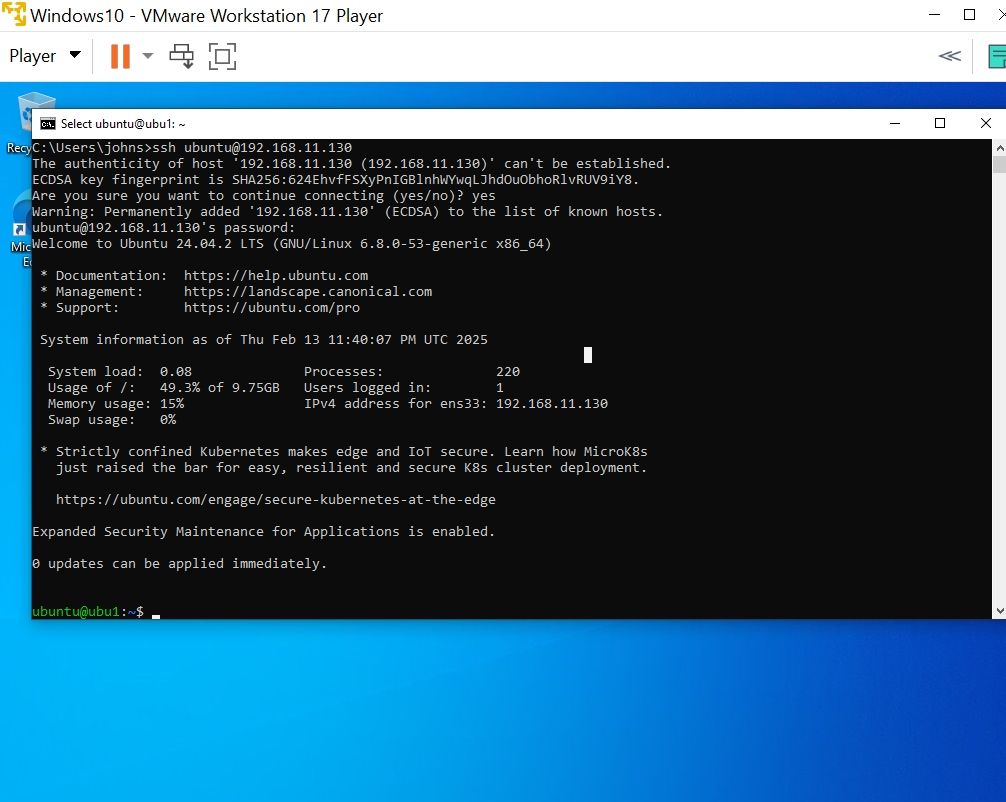 Windows10 - VMware Workstation 17 Player
Player
Select ubuntu@ubu1: ~
C:\Users\johns>ssh ubuntu@192.168.11.130
The authenticity of host '192.168.11.130 (192.168.11.130)' can't be established.
ECDSA key fingerprint is SHA256:624EhvfFSXyPnIGBlnhWYwqLJhdOuObhoRlvRUV9iY8.
Are you sure you want to continue connecting (yes/no)? yes
Warning: Permanently added '192.168.11.130' (ECDSA) to the list of known hosts.
ubuntu@192.168.11.130's password:
Welcome to Ubuntu 24.04.2 LTS (GNU/Linux 6.8.0-53-generic x86_64)
* Documentation:  https://help.ubuntu.com
* Management:     https://landscape.canonical.com
* Support:        https://ubuntu.com/pro
System information as of Thu Feb 13 11:40:07 PM UTC 2025
System load:  0.08               Processes:              220
Usage of /:   49.3% of 9.75GB   Users logged in:        1
Memory usage: 15%               IPv4 address for ens33: 192.168.11.130
Swap usage:   0%
* Strictly confined Kubernetes makes edge and IoT secure. Learn how MicroK8s
just raised the bar for easy, resilient and secure K8s cluster deployment.
https://ubuntu.com/engage/secure-kubernetes-at-the-edge
Expanded Security Maintenance for Applications is enabled.
0 updates can be applied immediately.
ubuntu@ubu1:~$